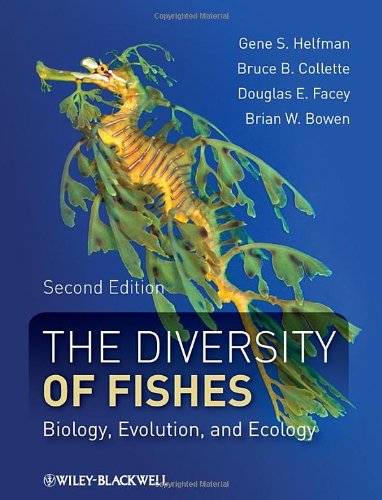 Gene S. Helfman
Bruce B. Collette
Douglas E. Facey
Brian W. Bowen
Second Edition
THE DIVERSITY
OF FISHES
Biology, Evolution, and Ecology
WILEY-BLACKWELL